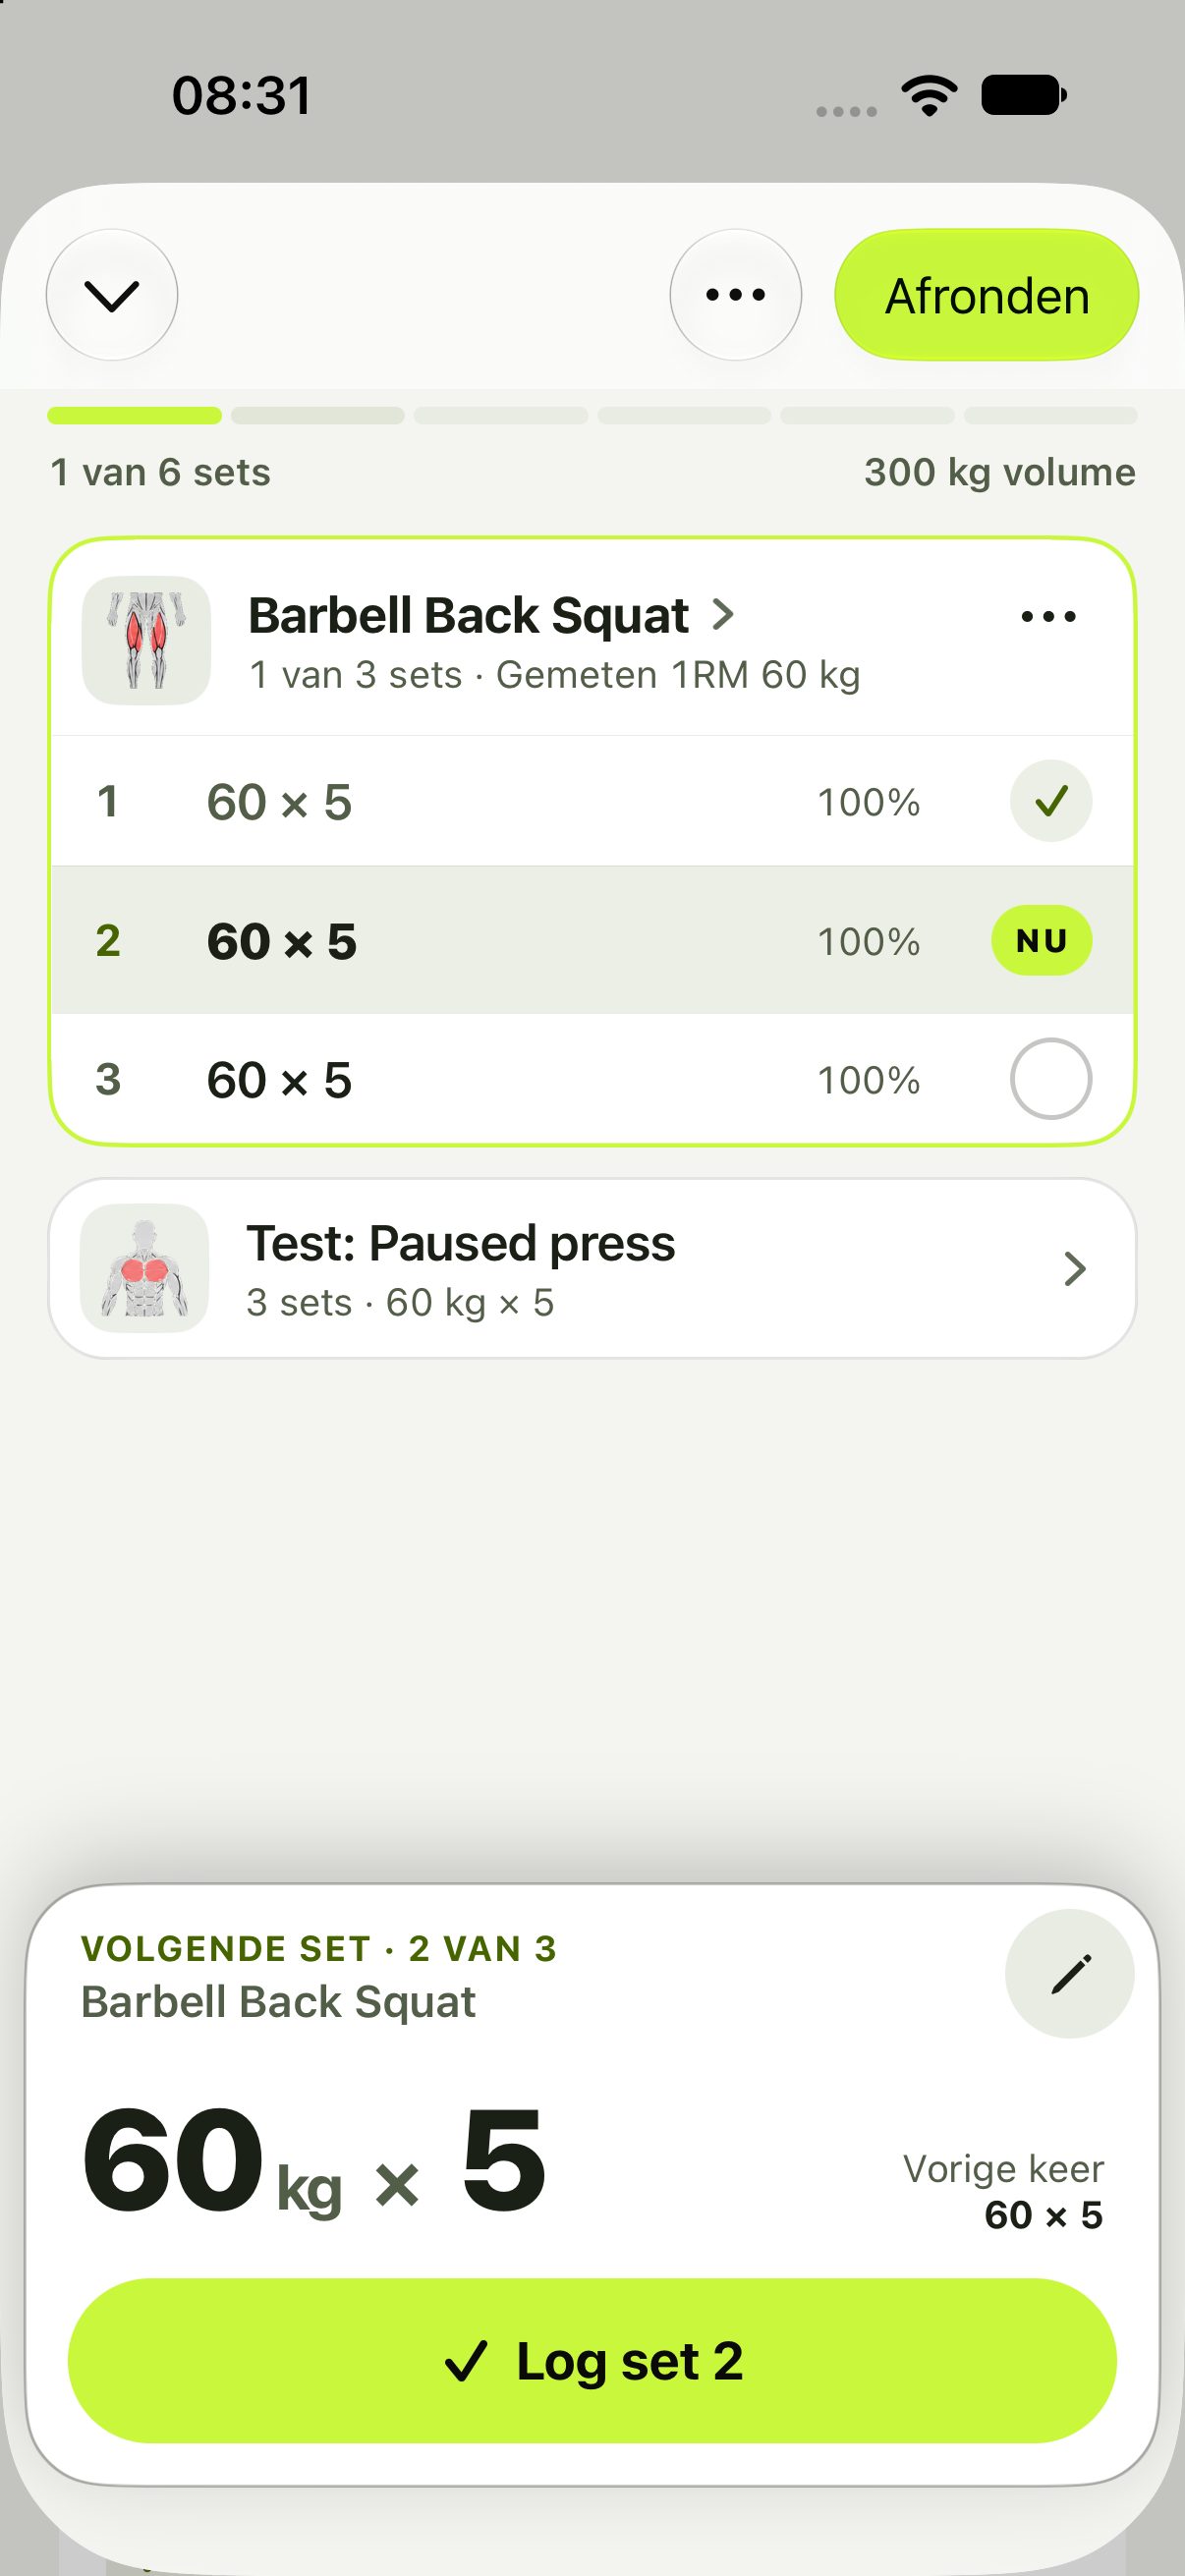 08:31
Afronden
1 van 6 sets
300 kg volume
Barbell Back Squat
1 van 3 sets · Gemeten 1RM 60 kg
1 60 × 5 100%
2 60 × 5 100% NU
3 60 × 5 100%
Test: Paused press
3 sets · 60 kg × 5
VOLGENDE SET · 2 VAN 3
Barbell Back Squat
60 kg × 5
Vorige keer
60 × 5
Log set 2